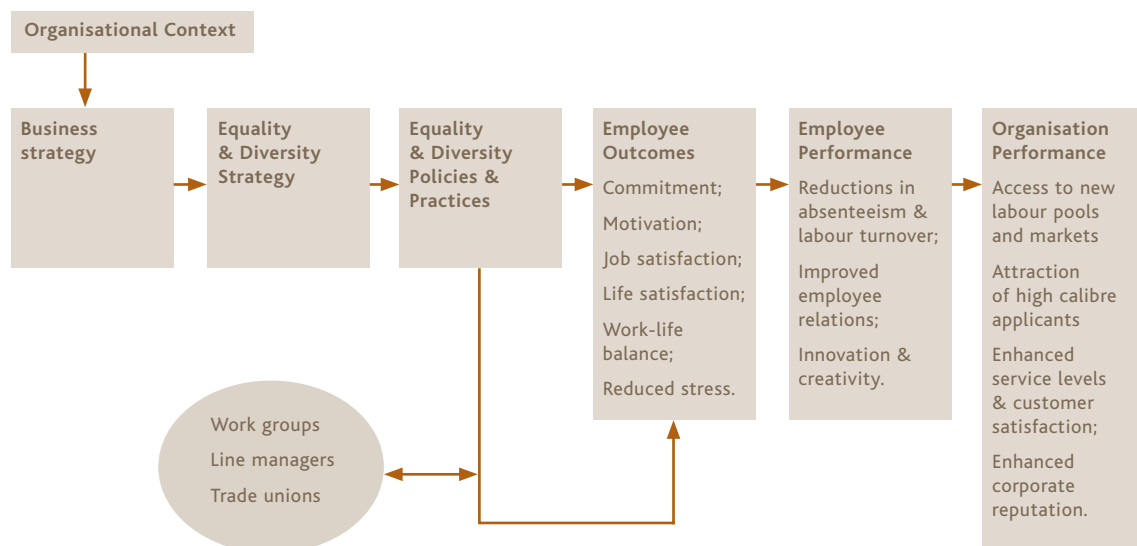 Organisational Context
Business
strategy
Equality
& Diversity
Strategy
Equality
& Diversity
Policies &
Practices
Employee
Outcomes
Commitment;
Motivation;
Job satisfaction;
Life satisfaction;
Work-life
balance;
Reduced stress.
Employee
Performance
Reductions in
absenteeism &
labour turnover;
Improved
employee
relations;
Innovation &
creativity.
Organisation
Performance
Access to new
labour pools
and markets
Attraction
of high calibre
applicants
Enhanced
service levels
& customer
satisfaction;
Enhanced
corporate
reputation.
Work groups
Line managers
Trade unions